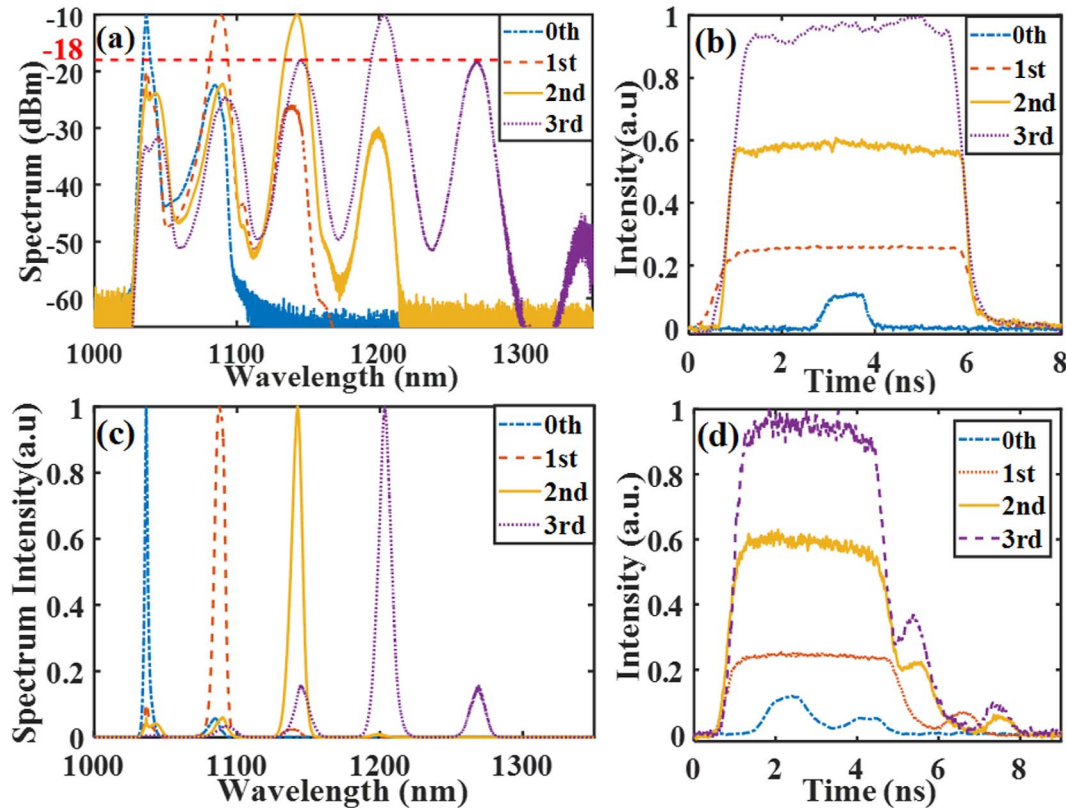 (a)
-10
-18
-20
-30
-40
-50
-60
Spectrum (dBm)
1000
1100
1200
1300
Wavelength (nm)
0th
1st
2nd
3rd
(b)
1
0.8
0.6
0.4
0.2
0
Intensity(a.u)
0
2
4
6
8
Time (ns)
0th
1st
2nd
3rd
(c)
1
0.8
0.6
0.4
0.2
0
Spectrum Intensity(a.u)
1000
1100
1200
1300
Wavelength (nm)
0th
1st
2nd
3rd
(d)
1
0.8
0.6
0.4
0.2
0
Intensity (a.u.)
0
2
4
6
8
Time (ns)
0th
1st
2nd
3rd